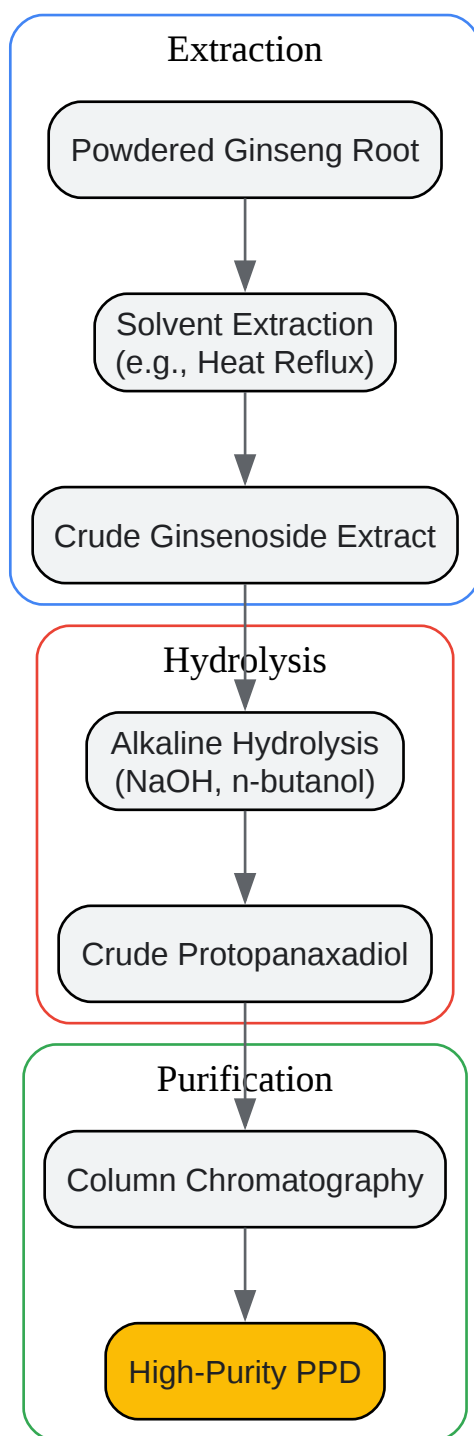 Extraction
Powdered Ginseng Root
Solvent Extraction
(e.g., Heat Reflux)
Crude Ginsenoside Extract
Hydrolysis
Alkaline Hydrolysis
(NaOH, n-butanol)
Crude Protopanaxadiol
Purification
Column Chromatography
High-Purity PPD